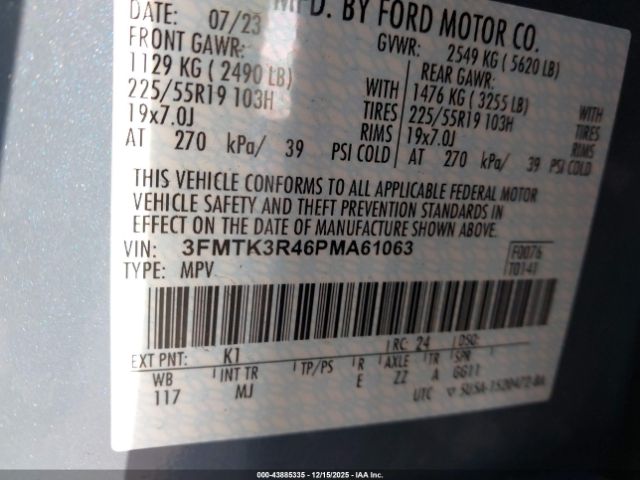 DATE: 07/23 MFD. BY FORD MOTOR CO.
FRONT GAWR: GVWR: 2549 KG ( 5620 LB)
1129 KG ( 2490 LB) REAR GAWR:
225/55R19 103H WITH 1476 KG ( 3255 LB) WITH
19x7.0J TIRES 225/55R19 103H TIRES
RIMS 19x7.0J RIMS
AT 270 kPa/ 39 PSI COLD AT 270 kPa/ 39 PSI COLD
THIS VEHICLE CONFORMS TO ALL APPLICABLE FEDERAL MOTOR
VEHICLE SAFETY AND THEFT PREVENTION STANDARDS IN
EFFECT ON THE DATE OF MANUFACTURE SHOWN ABOVE.
VIN: 3FMTK3R46PMA61063 F0076
TYPE: MPV T0141
EXT PNT: K1 RC: 24 DSO:
WB INT TR TP/PS R AXLE TR SPR
117 MJ E ZZ A GG11
UTC
000-43885335 - 12/15/2025 - IAA Inc.